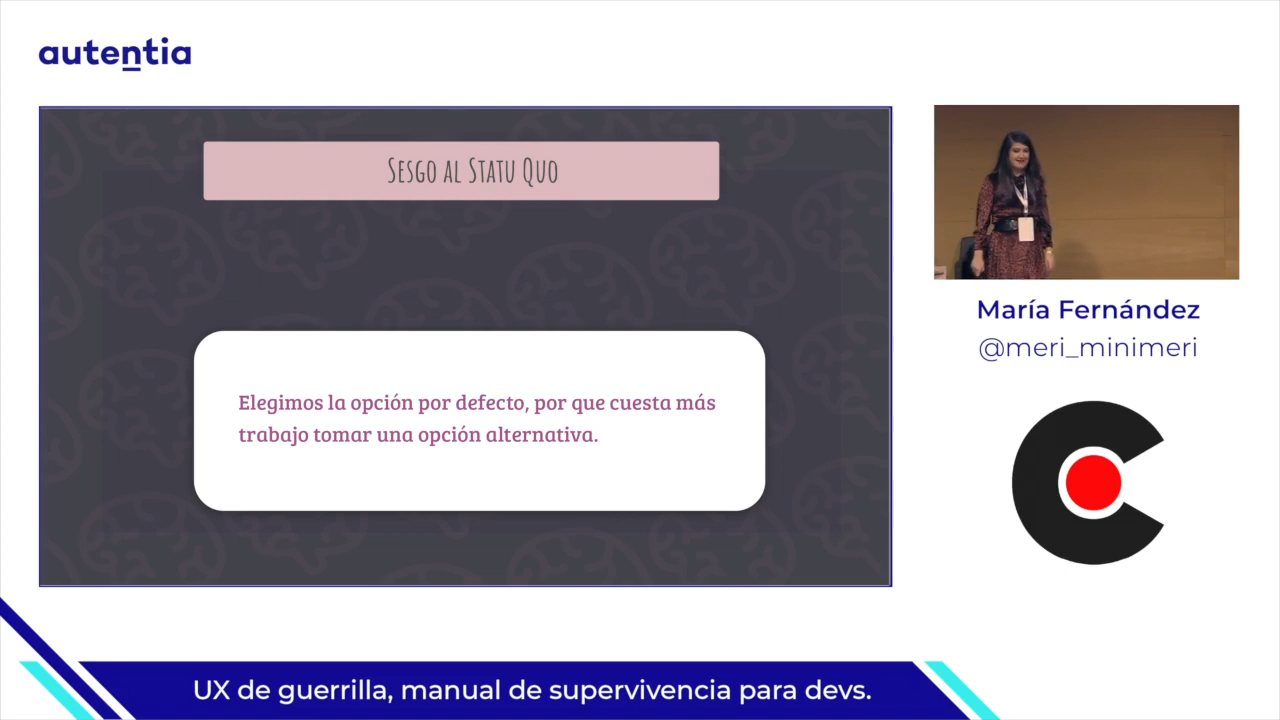 autentia
Sesgo al Statu Quo
Elegimos la opción por defecto, por que cuesta más
trabajo tomar una opción alternativa.
María Fernández
@meri_minimeri
UX de guerrilla, manual de supervivencia para devs.